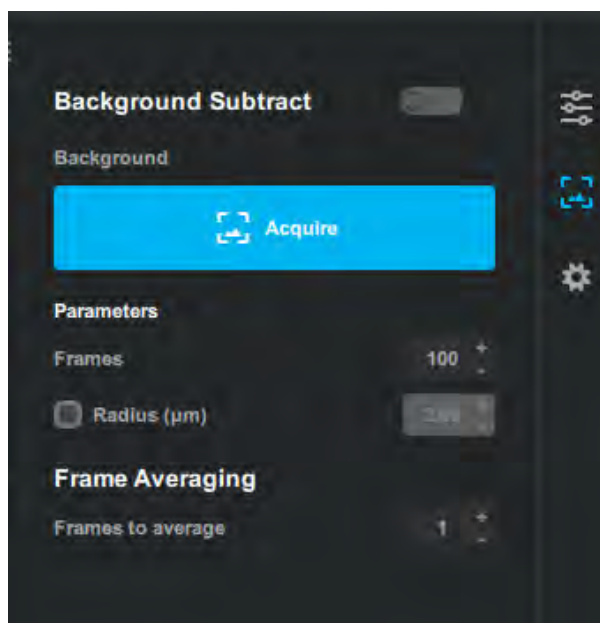 Background Subtract
Background
Acquire
Parameters
Frames
100 + -
Radius (µm)
+ -
Frame Averaging
Frames to average
1 + -